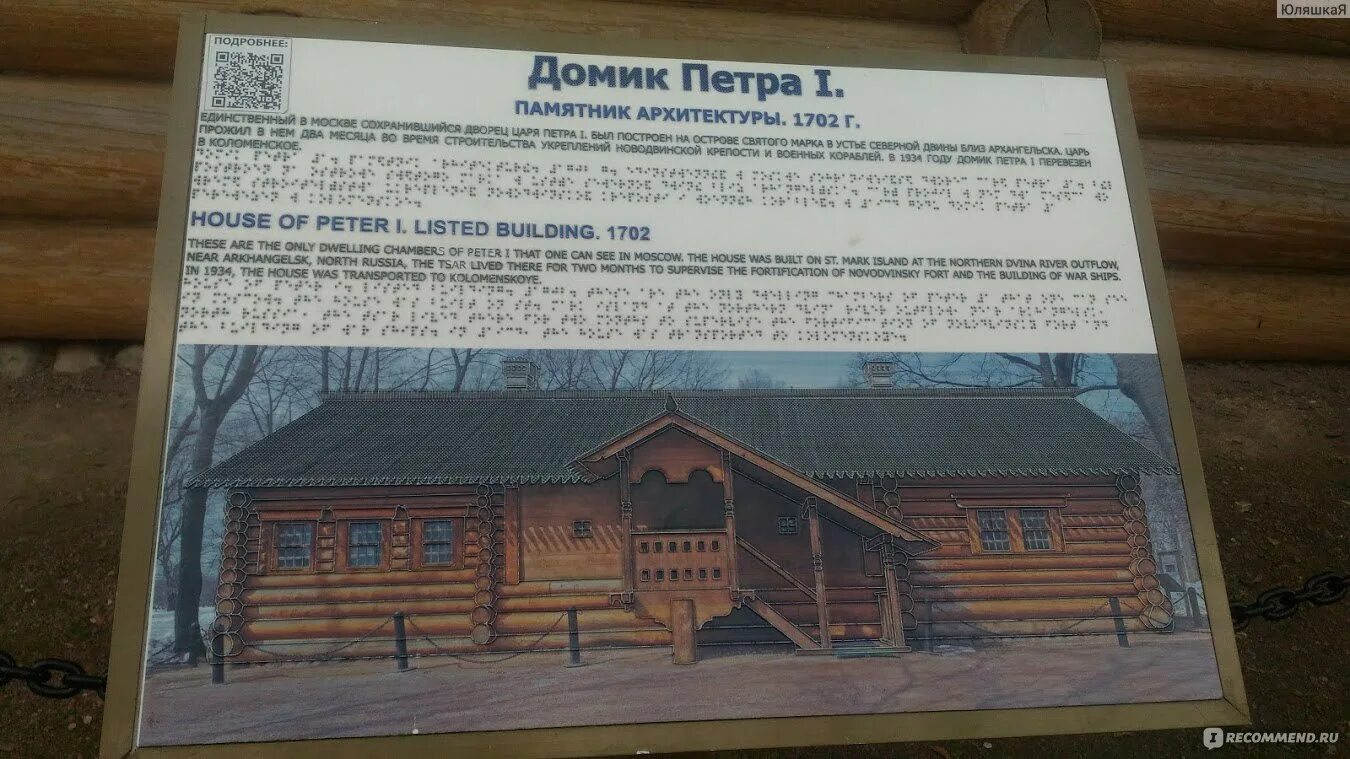 ЮляшкаЯ
ПОДРОБНЕЕ:
Домик Петра I.
ПАМЯТНИК АРХИТЕКТУРЫ. 1702 Г.
ЕДИНСТВЕННЫЙ В МОСКВЕ СОХРАНИВШИЙСЯ ДВОРЕЦ ЦАРЯ ПЕТРА I. БЫЛ ПОСТРОЕН НА ОСТРОВЕ СВЯТОГО МАРКА В УСТЬЕ СЕВЕРНОЙ ДВИНЫ БЛИЗ АРХАНГЕЛЬСКА. ЦАРЬ
ПРОЖИЛ В НЕМ ДВА МЕСЯЦА ВО ВРЕМЯ СТРОИТЕЛЬСТВА УКРЕПЛЕНИЙ НОВОДВИНСКОЙ КРЕПОСТИ И ВОЕННЫХ КОРАБЛЕЙ. В 1934 ГОДУ ДОМИК ПЕТРА I ПЕРЕВЕЗЕН
В КОЛОМЕНСКОЕ.
HOUSE OF PETER I. LISTED BUILDING. 1702
THESE ARE THE ONLY DWELLING CHAMBERS OF PETER I THAT ONE CAN SEE IN MOSCOW. THE HOUSE WAS BUILT ON ST. MARK ISLAND AT THE NORTHERN DVINA RIVER OUTFLOW,
NEAR ARKHANGELSK, NORTH RUSSIA, THE TSAR LIVED THERE FOR TWO MONTHS TO SUPERVISE THE FORTIFICATION OF NOVODVINSKY FORT AND THE BUILDING OF WAR SHIPS.
IN 1934, THE HOUSE WAS TRANSPORTED TO KOLOMENSKOYE.
I RECOMMEND.RU